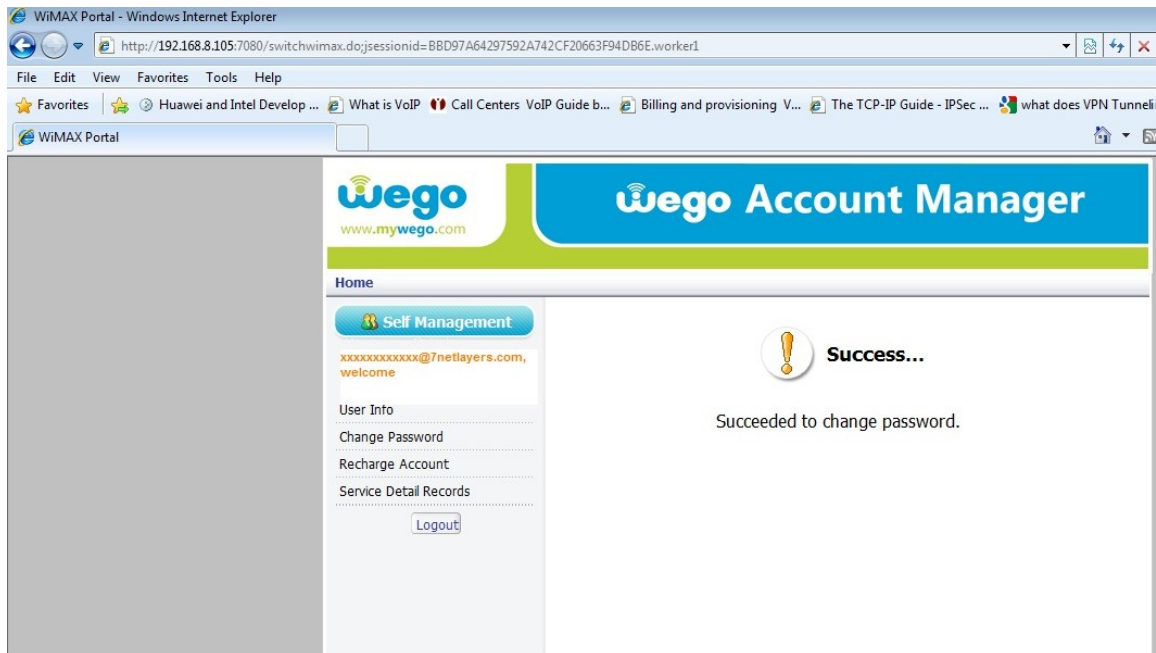 WiMAX Portal - Windows Internet Explorer
http://192.168.8.105:7080/switchwimax.do;jsessionid=BBD97A64297592A742CF20663F94DB6E.worker1
File Edit View Favorites Tools Help
Favorites Huawei and Intel Develop ... What is VoIP Call Centers VoIP Guide b... Billing and provisioning V... The TCP-IP Guide - IPSec ... what does VPN Tunneli
WiMAX Portal
wego wego Account Manager
www.mywego.com
Home
Self Management
xxxxxxxxxxxx@7netlayers.com,
welcome
User Info
Change Password
Recharge Account
Service Detail Records
Logout
Success...
Succeeded to change password.